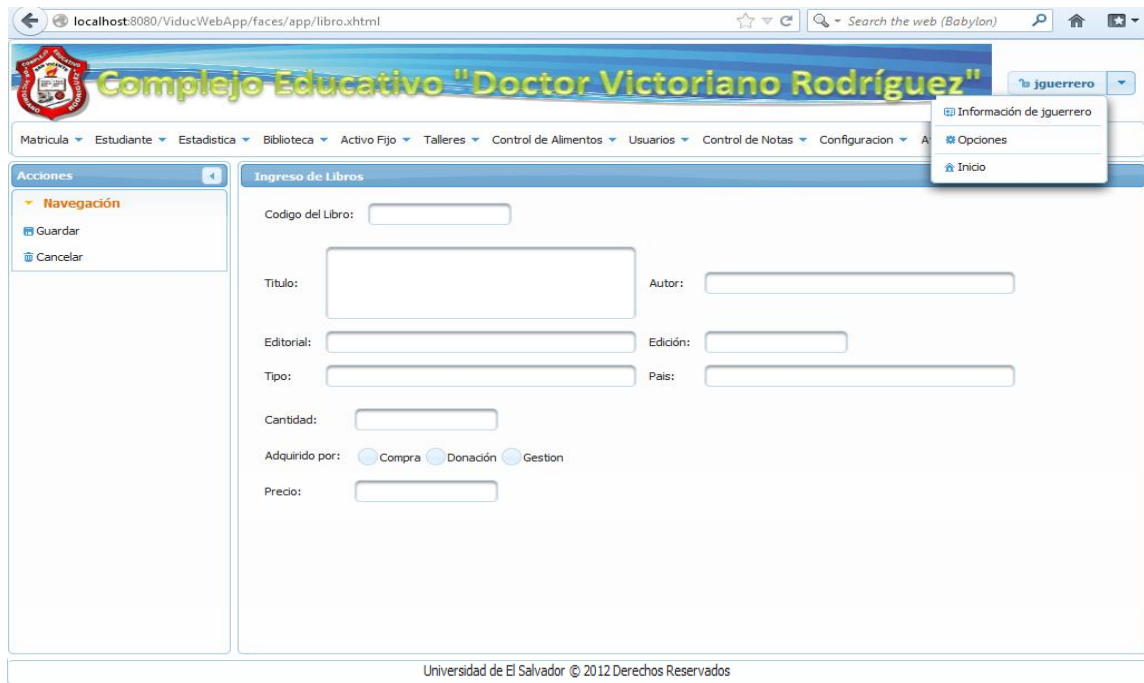 localhost:8080/ViducWebApp/faces/app/libro.xhtml
Search the web (Babylon)
Complejo Educativo "Doctor Victoriano Rodríguez"
jguerrero
Información de jguerrero
Opciones
Inicio
Matricula Estudiante Estadistica Biblioteca Activo Fijo Talleres Control de Alimentos Usuarios Control de Notas Configuracion
Acciones
Navegación
Guardar
Cancelar
Ingreso de Libros
Codigo del Libro:
Titulo: Autor:
Editorial: Edición:
Tipo: Pais:
Cantidad:
Adquirido por: Compra Donación Gestion
Precio:
Universidad de El Salvador © 2012 Derechos Reservados